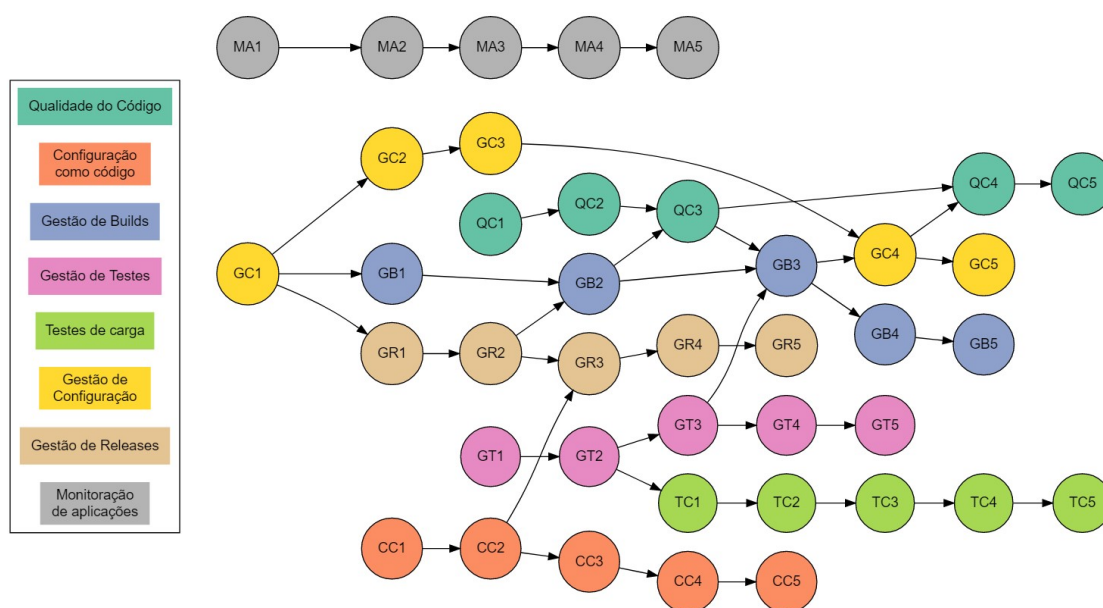 MA1
MA2
MA3
MA4
MA5
Qualidade do Código
Configuração
como código
Gestão de Builds
Gestão de Testes
Testes de carga
Gestão de
Configuração
Gestão de Releases
Monitoração
de aplicações
GC1
GC2
GC3
GC4
GC5
QC1
QC2
QC3
QC4
QC5
GB1
GB2
GB3
GB4
GB5
GR1
GR2
GR3
GR4
GR5
GT1
GT2
GT3
GT4
GT5
TC1
TC2
TC3
TC4
TC5
CC1
CC2
CC3
CC4
CC5